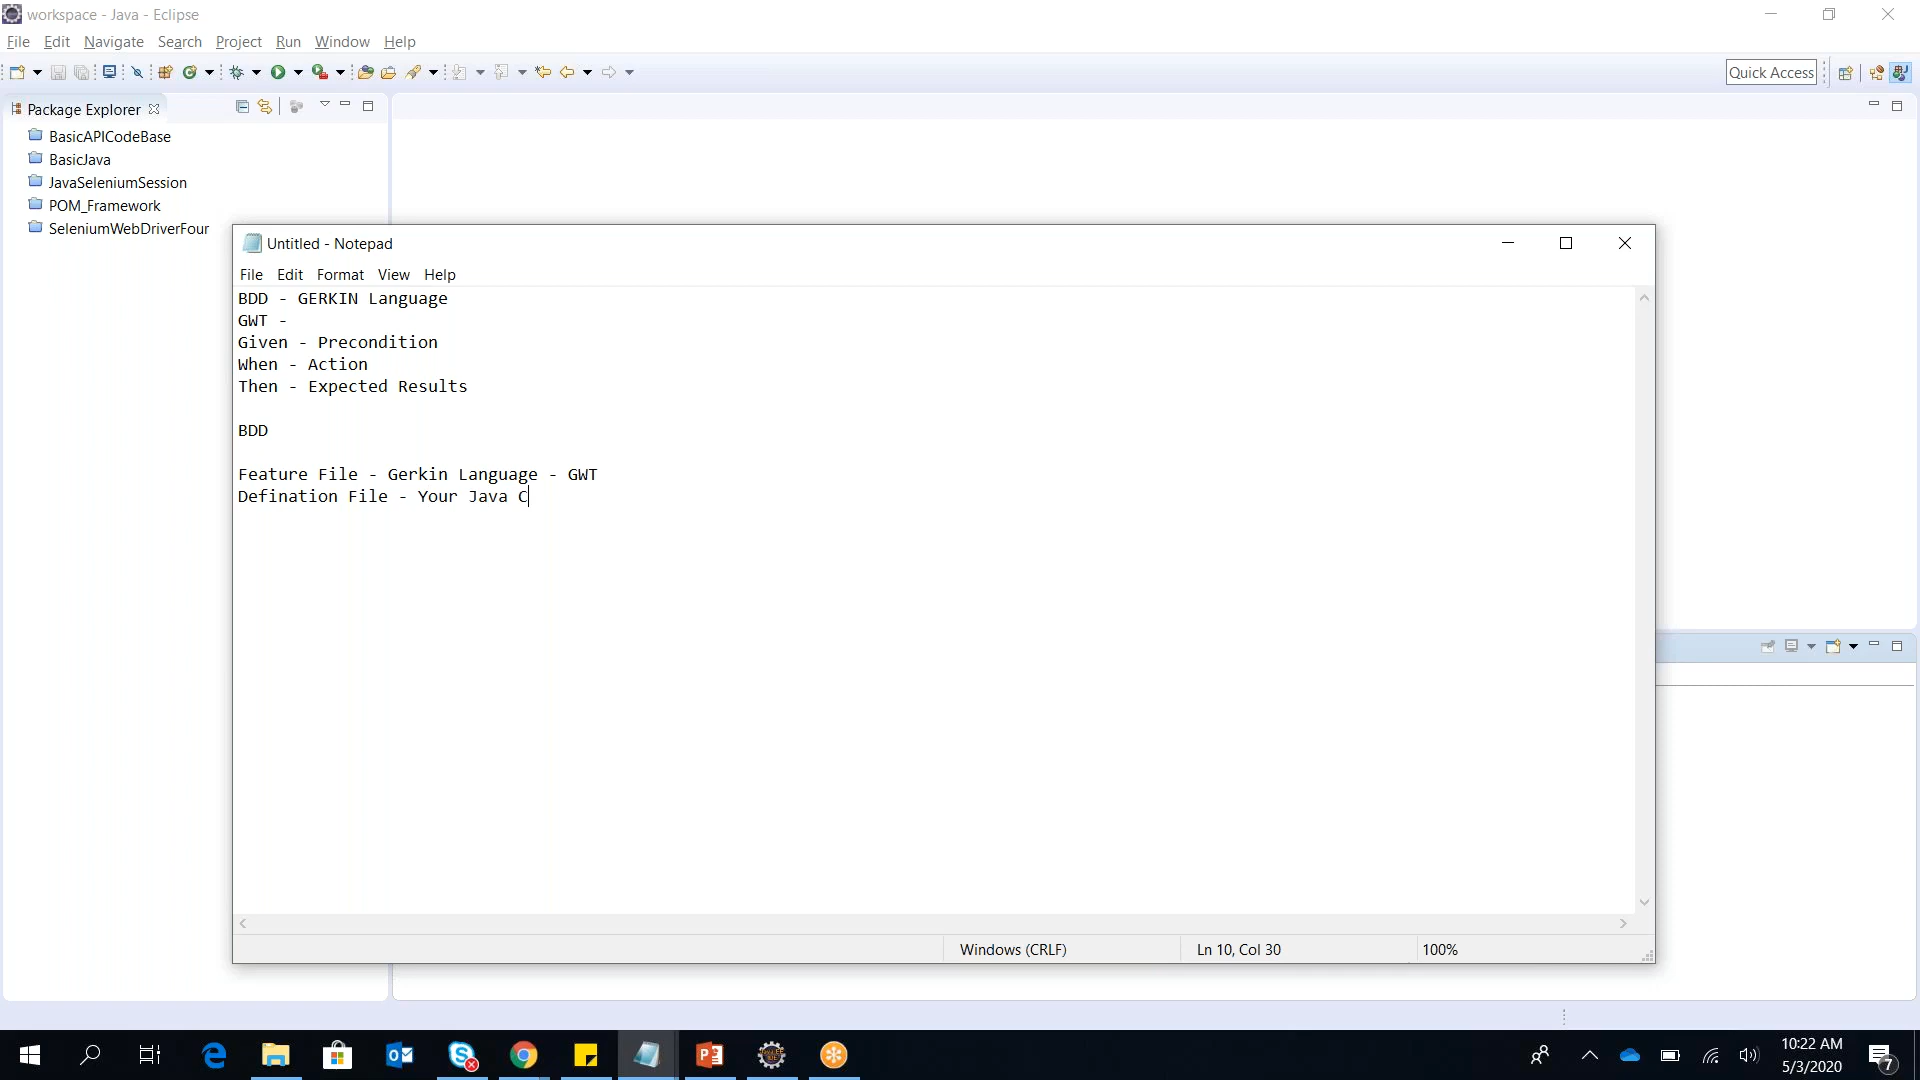 workspace - Java - Eclipse
File Edit Navigate Search Project Run Window Help
Quick Access
Package Explorer
BasicAPICodeBase
BasicJava
JavaSeleniumSession
POM_Framework
SeleniumWebDriverFour
Untitled - Notepad
File Edit Format View Help
BDD - GERKIN Language
GWT -
Given - Precondition
When - Action
Then - Expected Results
BDD
Feature File - Gerkin Language - GWT
Defination File - Your Java C
Windows (CRLF) Ln 10, Col 30 100%
10:22 AM
5/3/2020
7